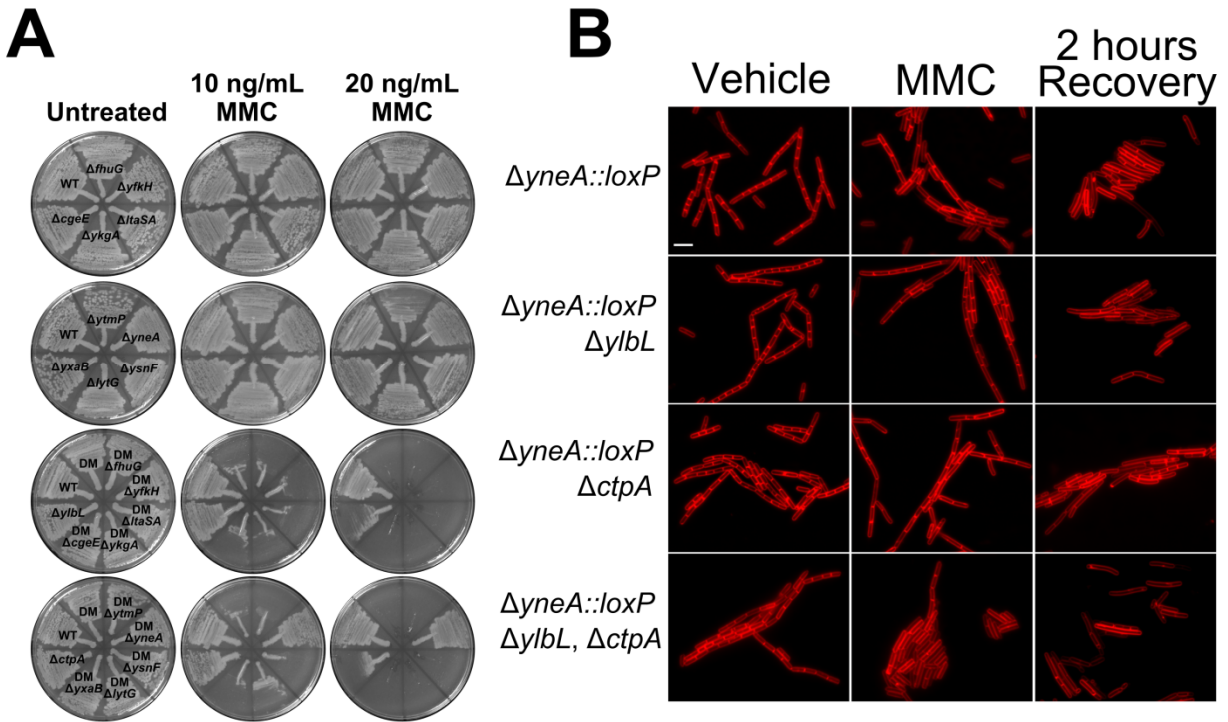 A
Untreated
10 ng/mL
MMC
20 ng/mL
MMC
WT
ΔfhuG
ΔyfkH
ΔltaSA
ΔykgA
ΔcgeE
WT
ΔytmP
ΔyneA
ΔysnF
ΔlytG
ΔyxaB
WT
DM
DM
ΔfhuG
DM
ΔyfkH
DM
ΔltaSA
DM
ΔykgA
DM
ΔcgeE
ΔylbL
WT
DM
DM
ΔytmP
DM
ΔyneA
DM
ΔysnF
DM
ΔlytG
DM
ΔyxaB
ΔctpA
B
Vehicle
MMC
2 hours
Recovery
ΔyneA::loxP
ΔyneA::loxP
ΔylbL
ΔyneA::loxP
ΔctpA
ΔyneA::loxP
ΔylbL, ΔctpA